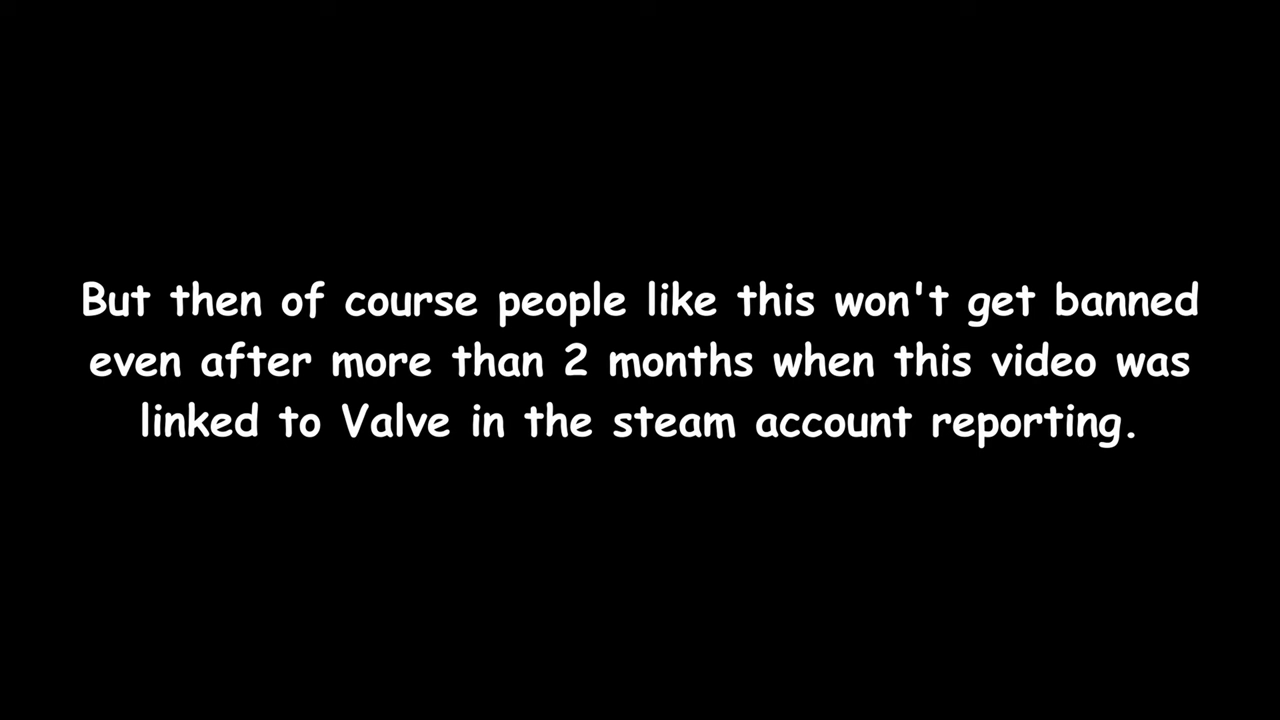 But then of course people like this won't get banned
even after more than 2 months when this video was
linked to Valve in the steam account reporting.